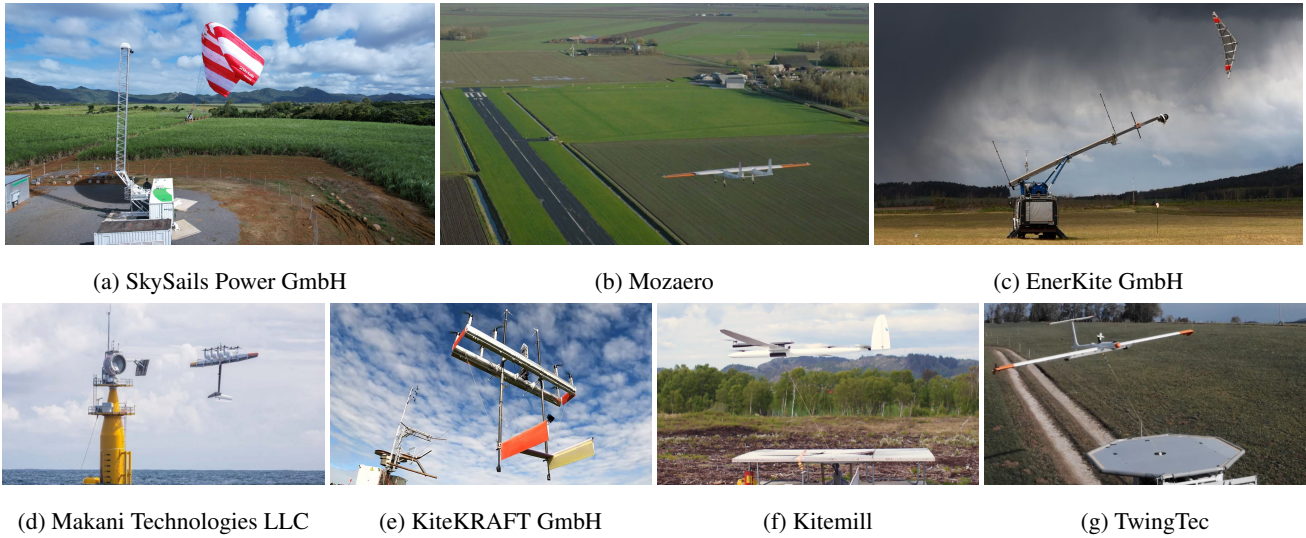 (a) SkySails Power GmbH
(b) Mozaero
(c) EnerKite GmbH
(d) Makani Technologies LLC
(e) KiteKRAFT GmbH
(f) Kitemill
(g) TwingTec